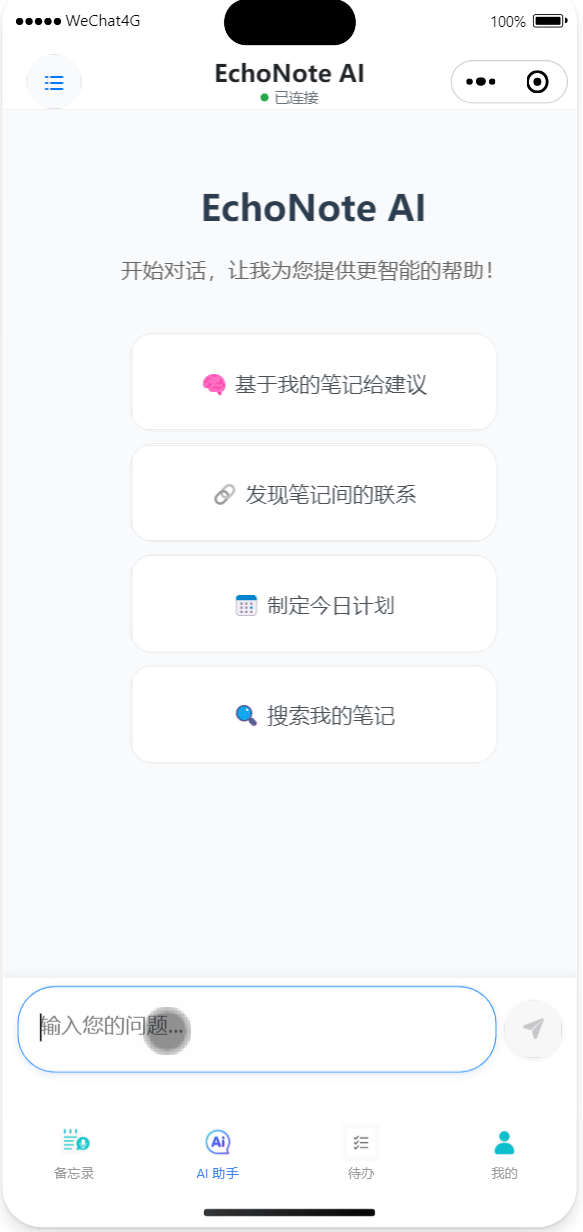 WeChat4G
100%
EchoNote AI
已连接
EchoNote AI
开始对话，让我为您提供更智能的帮助！
基于我的笔记给建议
发现笔记间的联系
制定今日计划
搜索我的笔记
输入您的问题...
Ai
备忘录
AI 助手
待办
我的